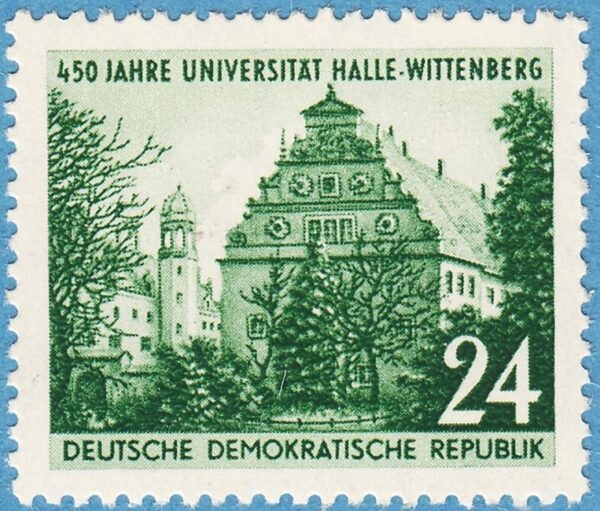 450 JAHRE UNIVERSITÄT HALLE-WITTENBERG
24
DEUTSCHE DEMOKRATISCHE REPUBLIK